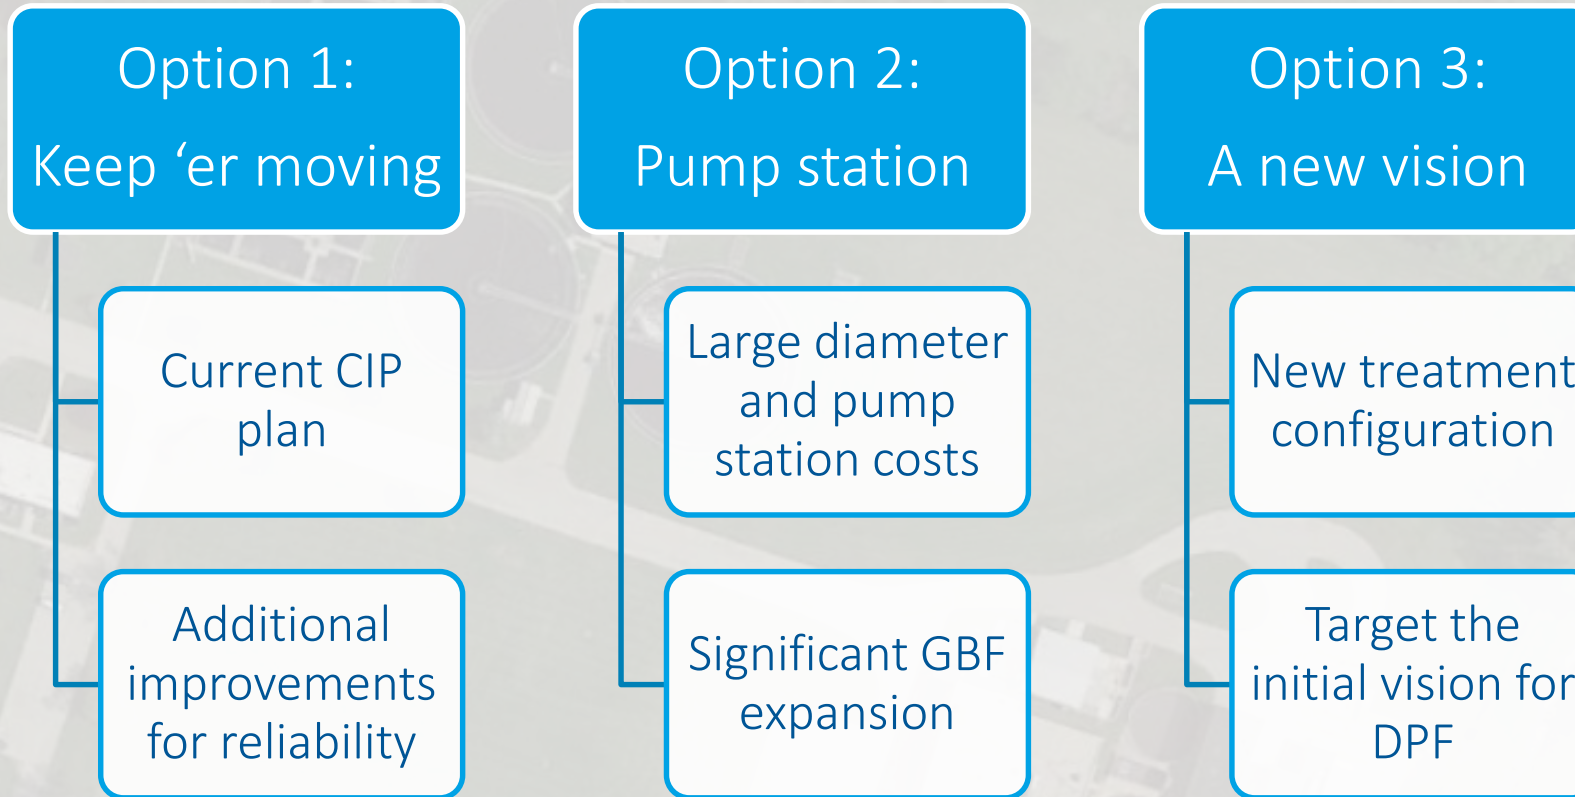 Option 1:
Keep ‘er moving
Current CIP
plan
Additional
improvements
for reliability
Option 2:
Pump station
Large diameter
and pump
station costs
Significant GBF
expansion
Option 3:
A new vision
New treatment
configuration
Target the
initial vision for
DPF